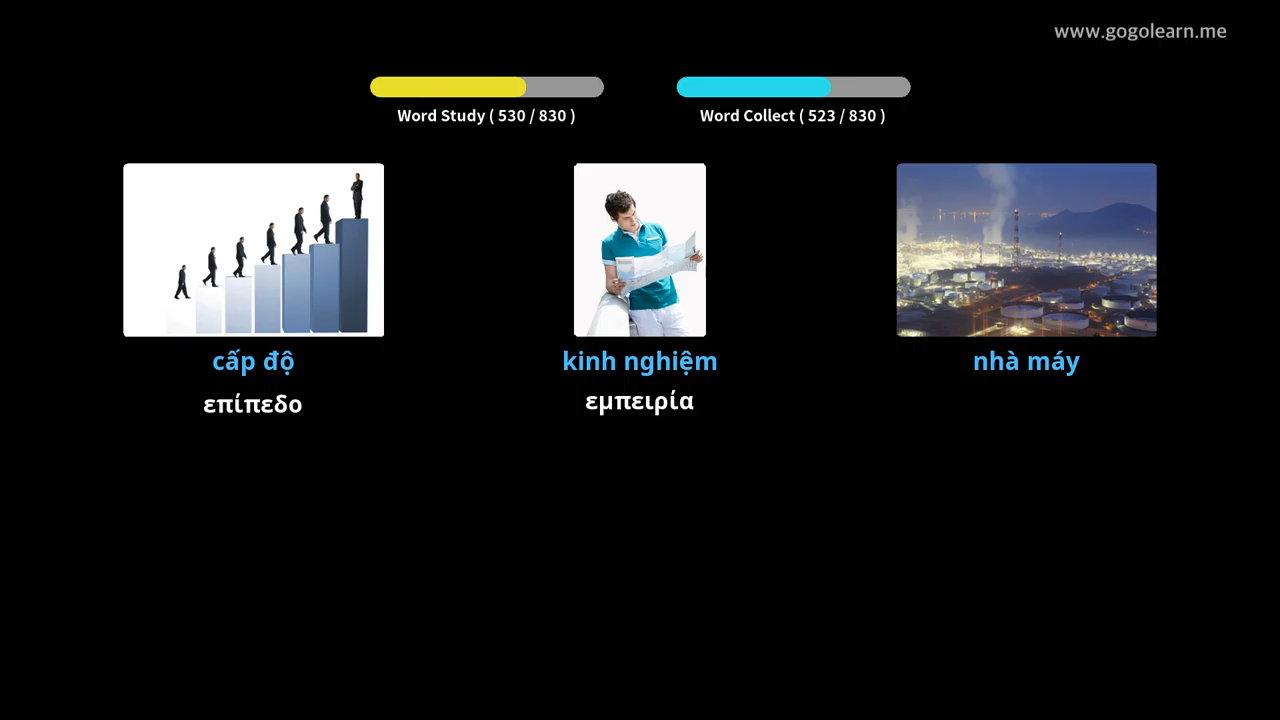 www.gogolearn.me
Word Study ( 530 / 830 )
Word Collect ( 523 / 830 )
cấp độ
επίπεδο
kinh nghiệm
εμπειρία
nhà máy